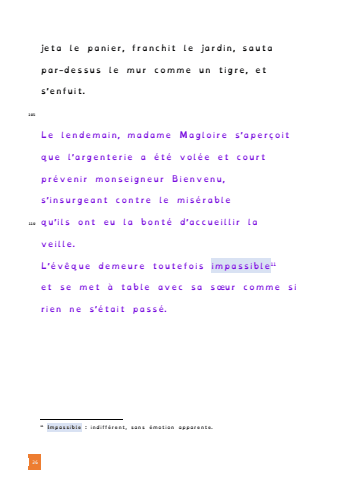 jeta le panier, franchit le jardin, sauta
par-dessus le mur comme un tigre, et
s'enfuit.
105
Le lendemain, madame Magloire s'aperçoit
que l'argenterie a été volée et court
prévenir monseigneur Bienvenu,
s'insurgeant contre le misérable
110 qu'ils ont eu la bonté d'accueillir la
veille.
L'évêque demeure toutefois impassible¹¹
et se met à table avec sa sœur comme si
rien ne s'était passé.
¹¹ Impassible : indifférent, sans émotion apparente.
26